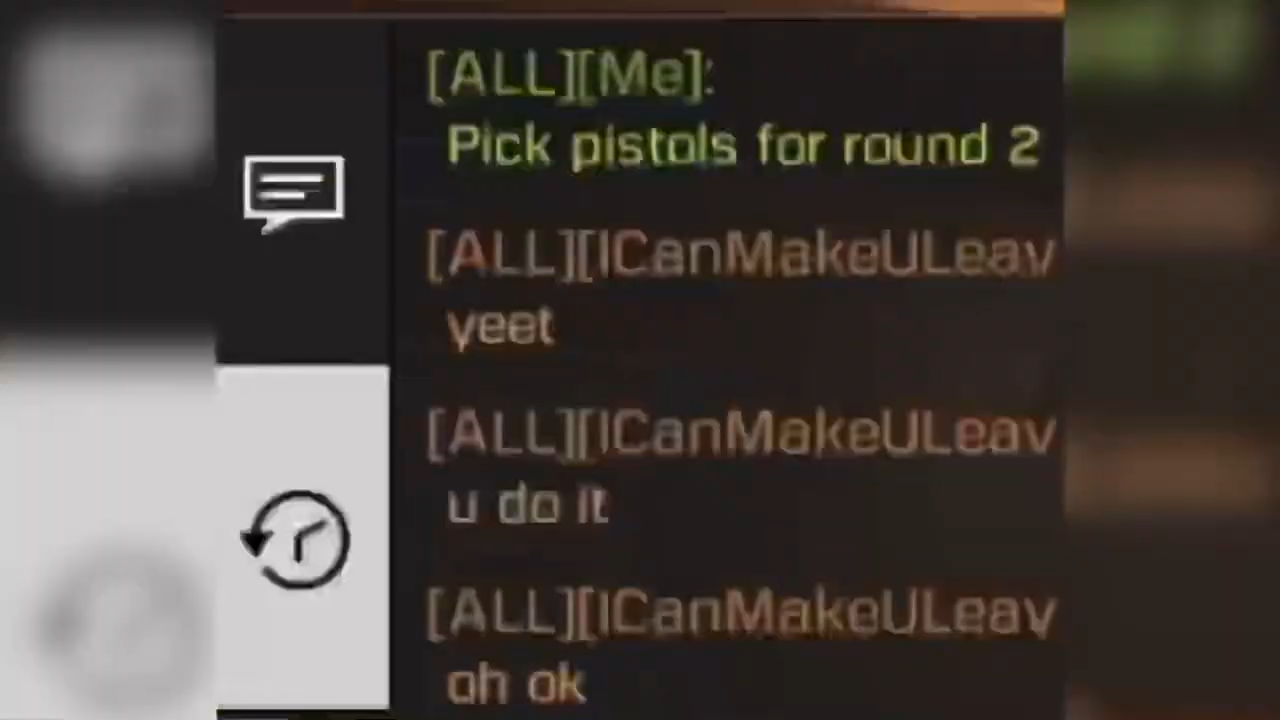 [ALL][Me]:
Pick pistols for round 2
[ALL][ICanMakeULeav
yeet
[ALL][ICanMakeULeav
u do it
[ALL][ICanMakeULeav
oh ok